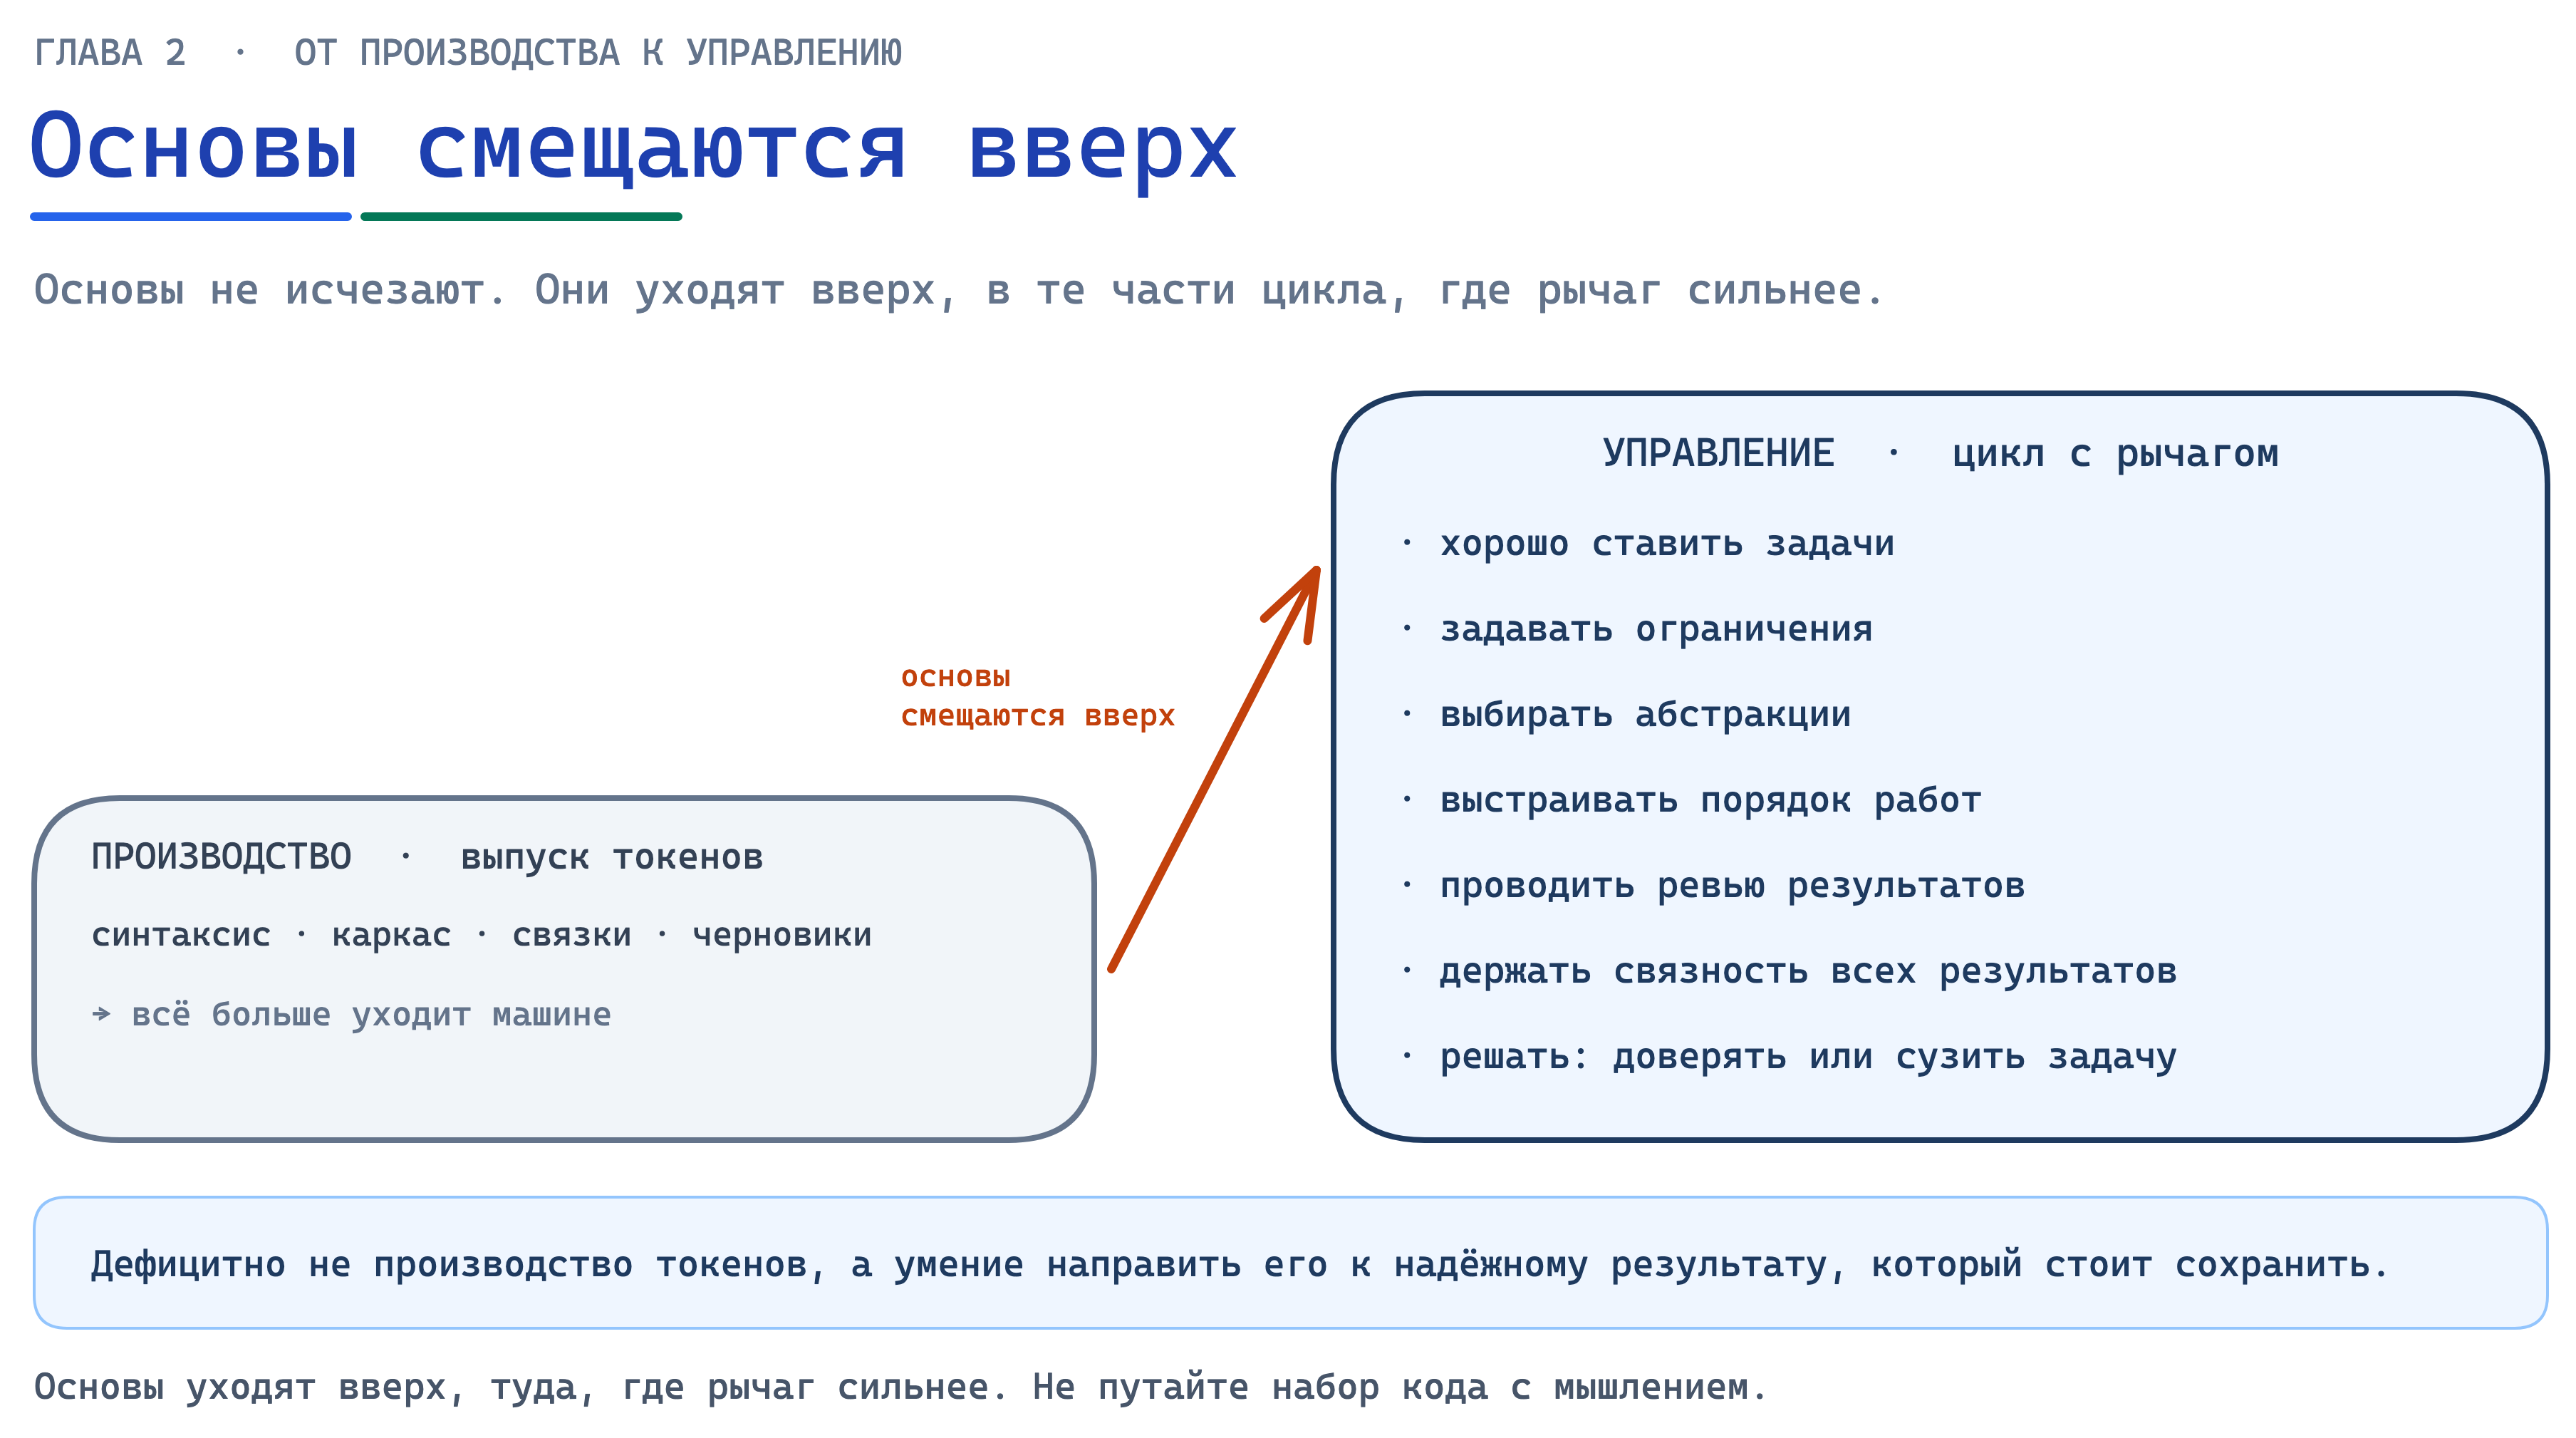 ГЛАВА 2 · ОТ ПРОИЗВОДСТВА К УПРАВЛЕНИЮ
Основы смещаются вверх
Основы не исчезают. Они уходят вверх, в те части цикла, где рычаг сильнее.
УПРАВЛЕНИЕ · цикл с рычагом
· хорошо ставить задачи
· задавать ограничения
· выбирать абстракции
· выстраивать порядок работ
· проводить ревью результатов
· держать связность всех результатов
· решать: доверять или сузить задачу
основы
смещаются вверх
ПРОИЗВОДСТВО · выпуск токенов
синтаксис · каркас · связки · черновики
→ всё больше уходит машине
Дефицитно не производство токенов, а умение направить его к надёжному результату, который стоит сохранить.
Основы уходят вверх, туда, где рычаг сильнее. Не путайте набор кода с мышлением.